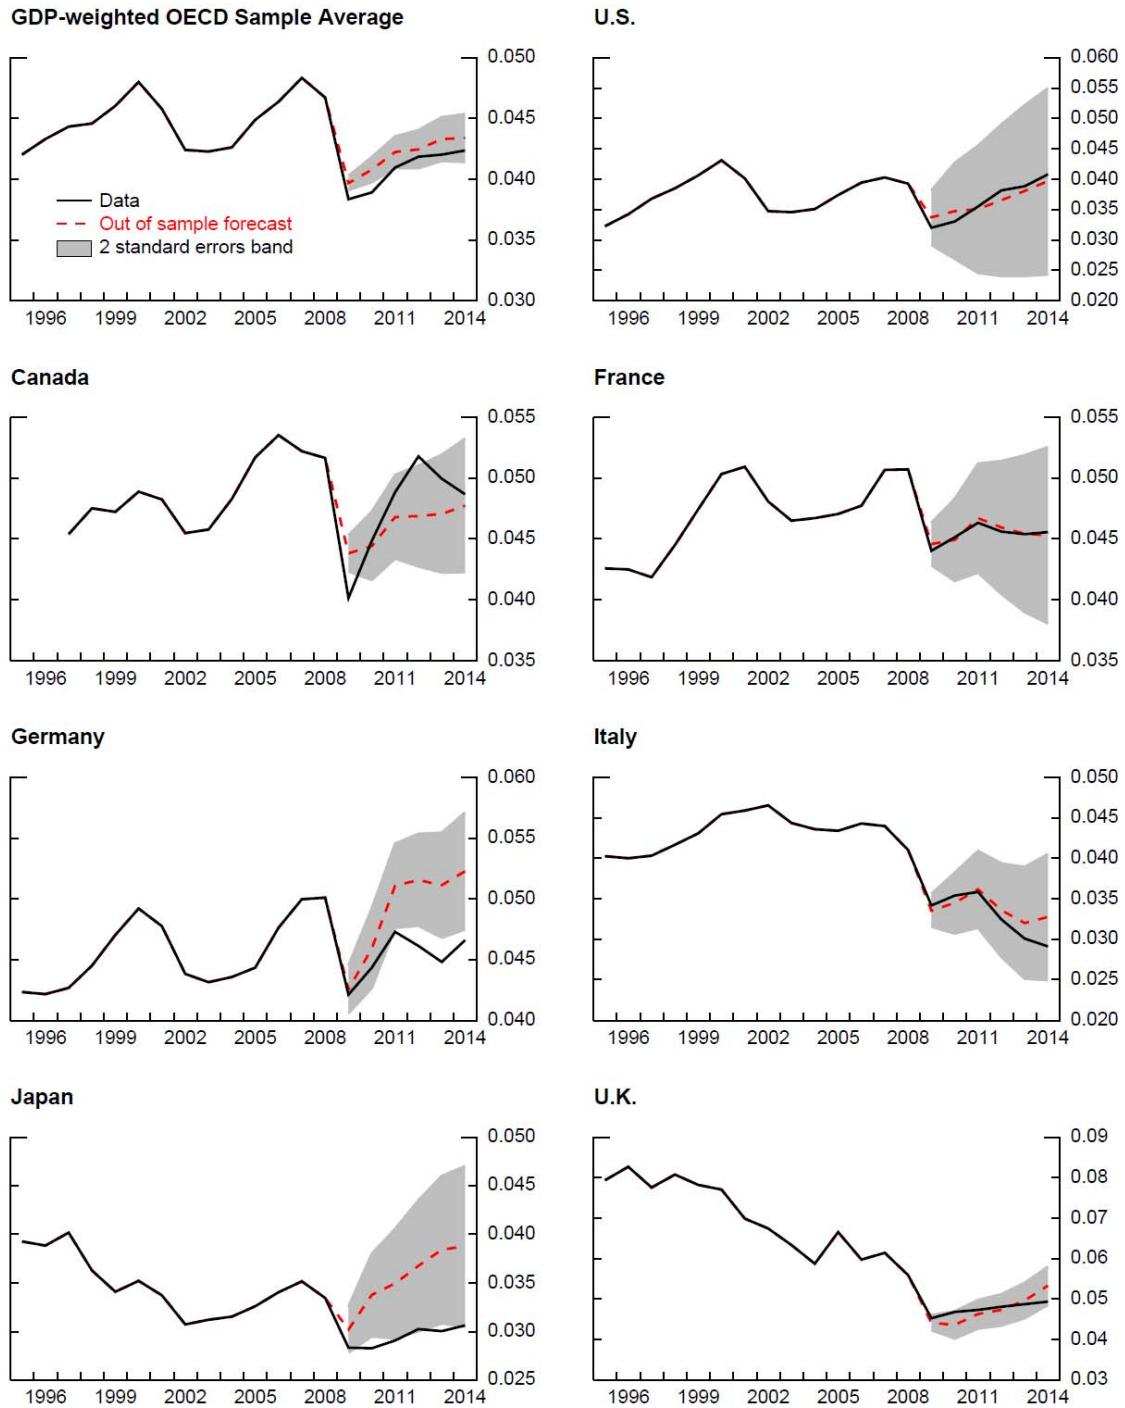 GDP-weighted OECD Sample Average
0.050
0.045
0.040
0.035
0.030
Data
Out of sample forecast
2 standard errors band
1996 1999 2002 2005 2008 2011 2014
U.S.
0.060
0.055
0.050
0.045
0.040
0.035
0.030
0.025
0.020
1996 1999 2002 2005 2008 2011 2014
Canada
0.055
0.050
0.045
0.040
0.035
1996 1999 2002 2005 2008 2011 2014
France
0.055
0.050
0.045
0.040
0.035
1996 1999 2002 2005 2008 2011 2014
Germany
0.060
0.055
0.050
0.045
0.040
1996 1999 2002 2005 2008 2011 2014
Italy
0.050
0.045
0.040
0.035
0.030
0.025
0.020
1996 1999 2002 2005 2008 2011 2014
Japan
0.050
0.045
0.040
0.035
0.030
0.025
1996 1999 2002 2005 2008 2011 2014
U.K.
0.09
0.08
0.07
0.06
0.05
0.04
0.03
1996 1999 2002 2005 2008 2011 2014